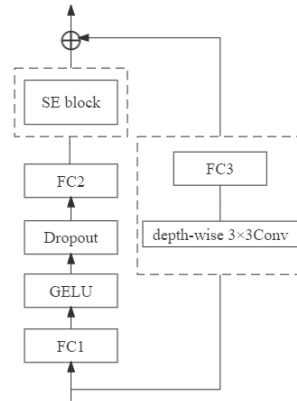 SE block
FC2
FC3
Dropout
depth-wise 3×3Conv
GELU
FC1